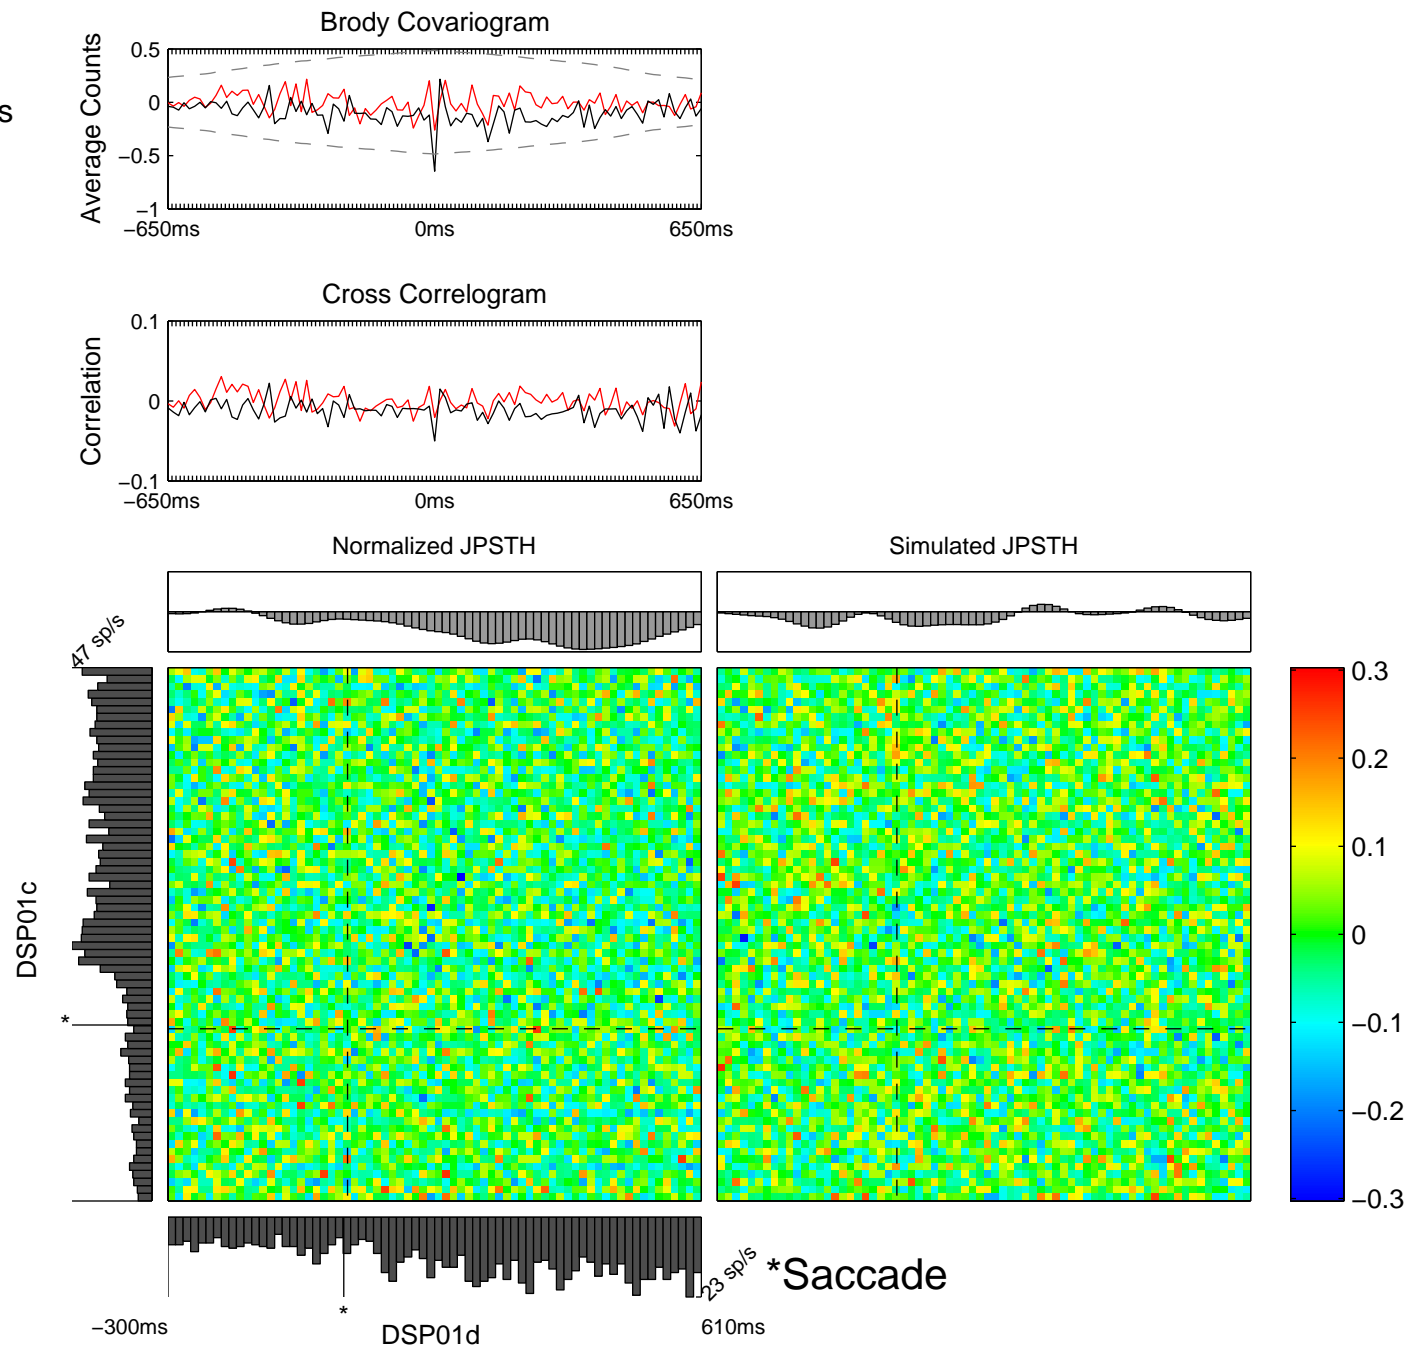 Brody Covariogram
s
Average Counts
0.5
0
−0.5
−1
−650ms
0ms
650ms
Cross Correlogram
Correlation
0.1
0
−0.1
−650ms
0ms
650ms
Normalized JPSTH
Simulated JPSTH
47 sp/s
DSP01c
*
0.3
0.2
0.1
0
−0.1
−0.2
−0.3
23 sp/s
*Saccade
*
−300ms
DSP01d
610ms